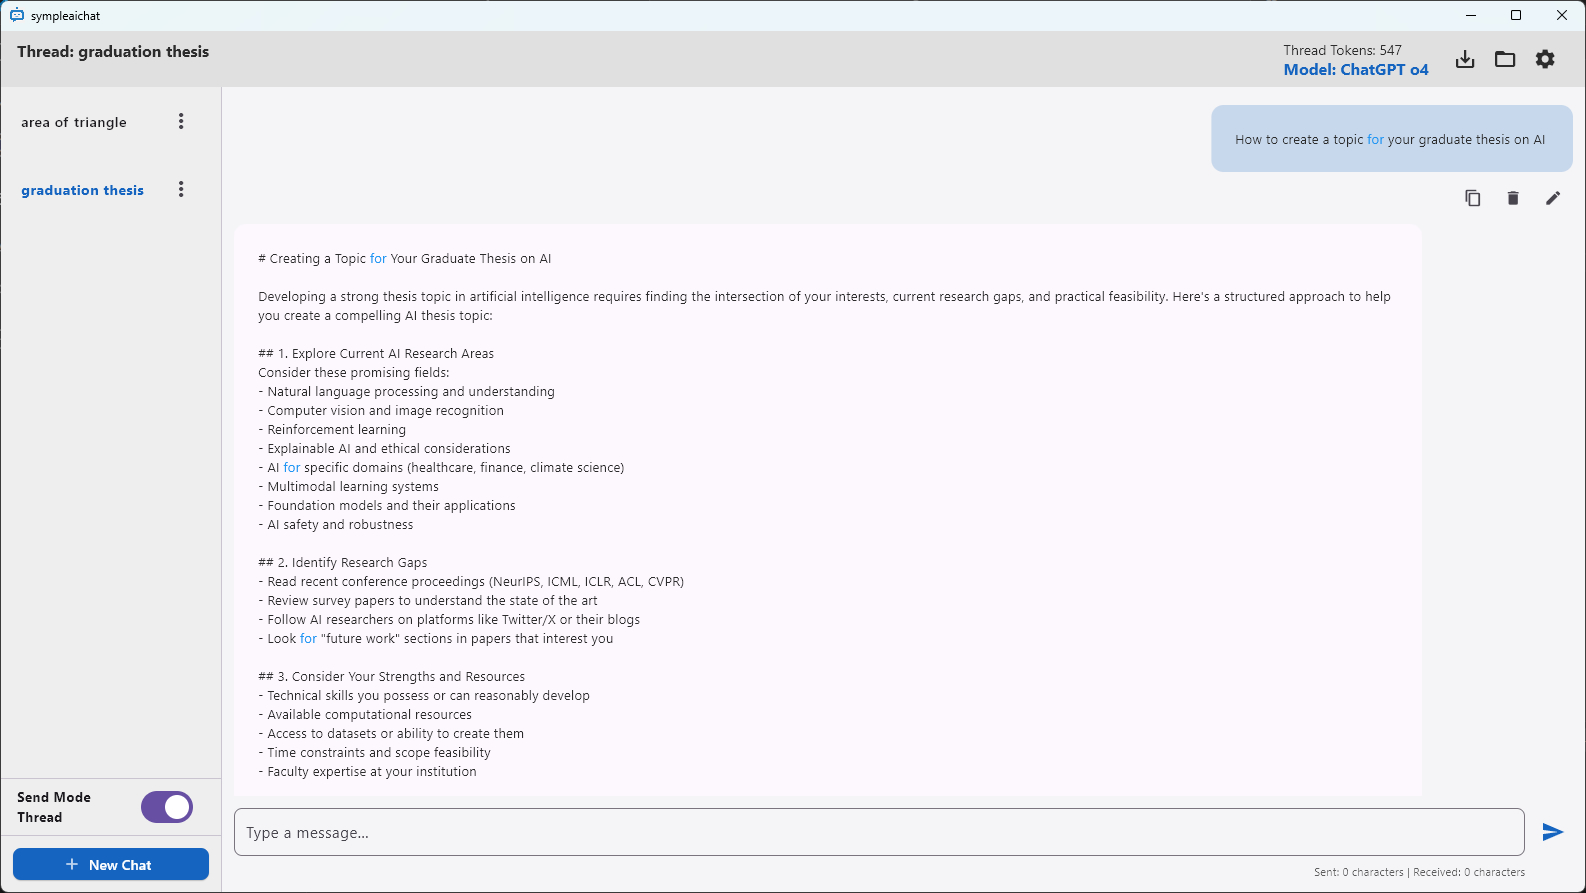 sympleaichat
Thread: graduation thesis
Thread Tokens: 547
Model: ChatGPT o4
area of triangle
graduation thesis
How to create a topic for your graduate thesis on AI
# Creating a Topic for Your Graduate Thesis on AI
Developing a strong thesis topic in artificial intelligence requires finding the intersection of your interests, current research gaps, and practical feasibility. Here's a structured approach to help
you create a compelling AI thesis topic:
## 1. Explore Current AI Research Areas
Consider these promising fields:
- Natural language processing and understanding
- Computer vision and image recognition
- Reinforcement learning
- Explainable AI and ethical considerations
- AI for specific domains (healthcare, finance, climate science)
- Multimodal learning systems
- Foundation models and their applications
- AI safety and robustness
## 2. Identify Research Gaps
- Read recent conference proceedings (NeurIPS, ICML, ICLR, ACL, CVPR)
- Review survey papers to understand the state of the art
- Follow AI researchers on platforms like Twitter/X or their blogs
- Look for "future work" sections in papers that interest you
## 3. Consider Your Strengths and Resources
- Technical skills you possess or can reasonably develop
- Available computational resources
- Access to datasets or ability to create them
- Time constraints and scope feasibility
- Faculty expertise at your institution
Send Mode
Thread
+ New Chat
Type a message...
Sent: 0 characters | Received: 0 characters